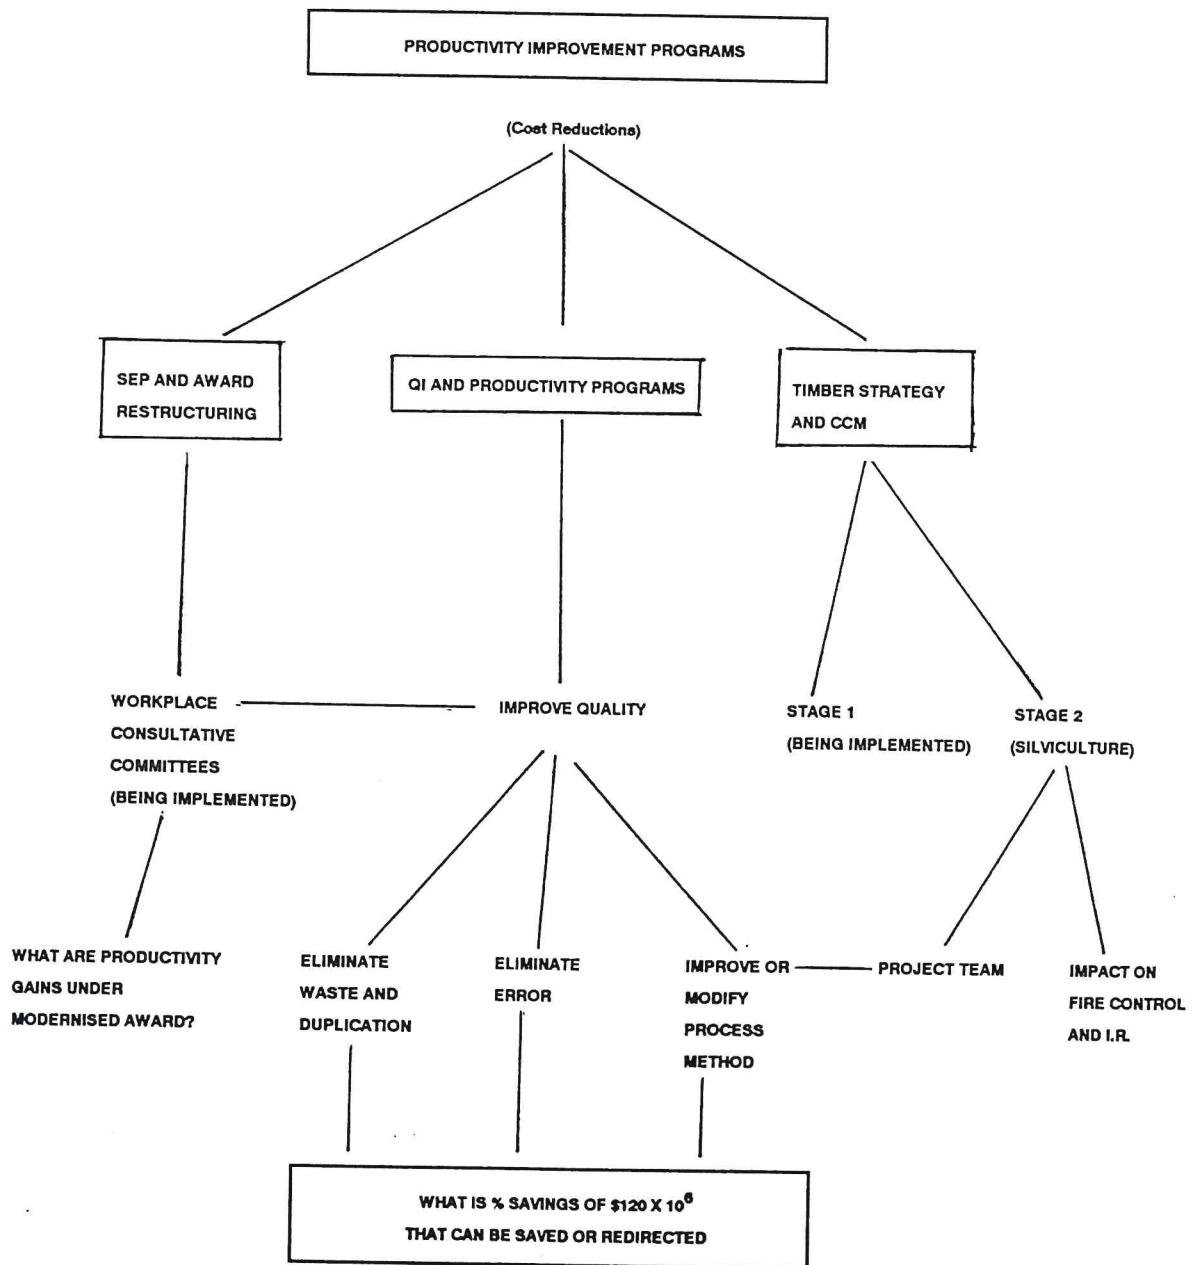 PRODUCTIVITY IMPROVEMENT PROGRAMS
(Cost Reductions)
SEP AND AWARD
RESTRUCTURING
QI AND PRODUCTIVITY PROGRAMS
TIMBER STRATEGY
AND CCM
WORKPLACE
CONSULTATIVE
COMMITTEES
(BEING IMPLEMENTED)
IMPROVE QUALITY
STAGE 1
(BEING IMPLEMENTED)
STAGE 2
(SILVICULTURE)
WHAT ARE PRODUCTIVITY
GAINS UNDER
MODERNISED AWARD?
ELIMINATE
WASTE AND
DUPLICATION
ELIMINATE
ERROR
IMPROVE OR
MODIFY
PROCESS
METHOD
PROJECT TEAM
IMPACT ON
FIRE CONTROL
AND I.R.
WHAT IS % SAVINGS OF $120 X 10⁶
THAT CAN BE SAVED OR REDIRECTED